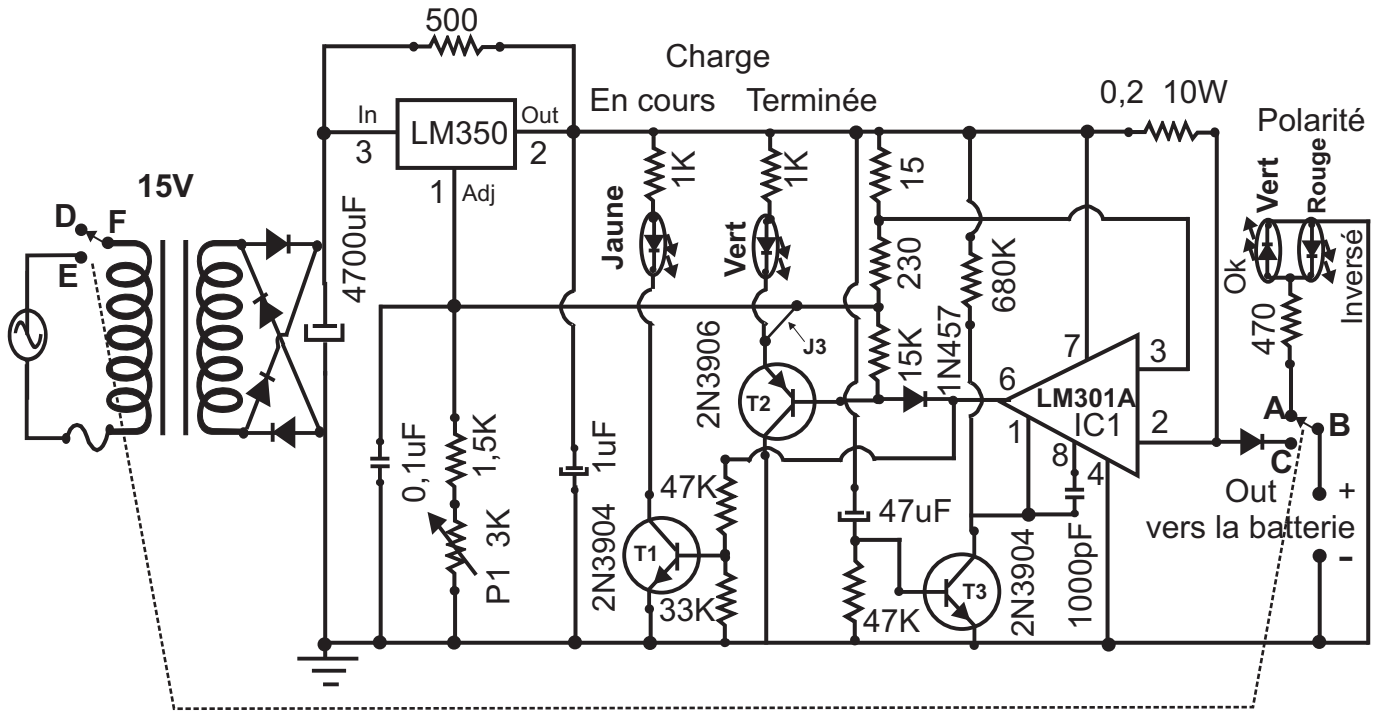 500
Charge
En cours
Terminée
0,2 10W
Polarité
In
LM350
Out
3
2
1
Adj
15V
D
F
E
4700uF
1K
1K
Jaune
Vert
15
230
680K
Vert
Rouge
Ok
Inversé
470
J3
2N3906
T2
15K
1N457
7
3
6
LM301A
IC1
1
2
8
4
A
B
C
0,1uF
1,5K
1uF
P1 3K
47K
47uF
Out
vers la batterie
+
-
2N3904
T1
33K
47K
T3
2N3904
1000pF